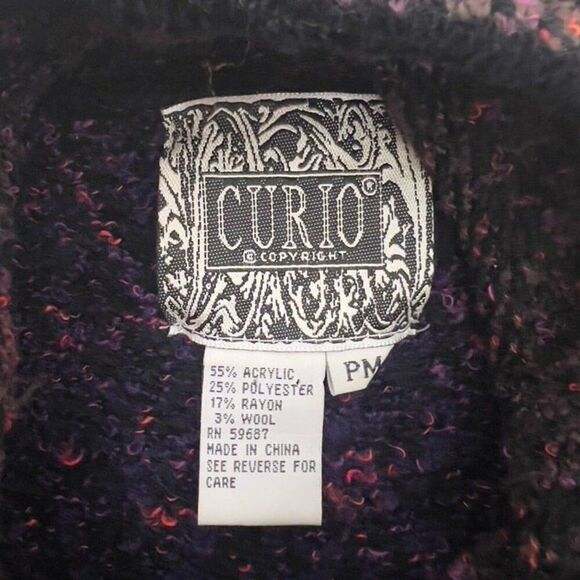 CURIO®
© COPYRIGHT
PM
55% ACRYLIC
25% POLYESTER
17% RAYON
3% WOOL
RN 59687
MADE IN CHINA
SEE REVERSE FOR
CARE